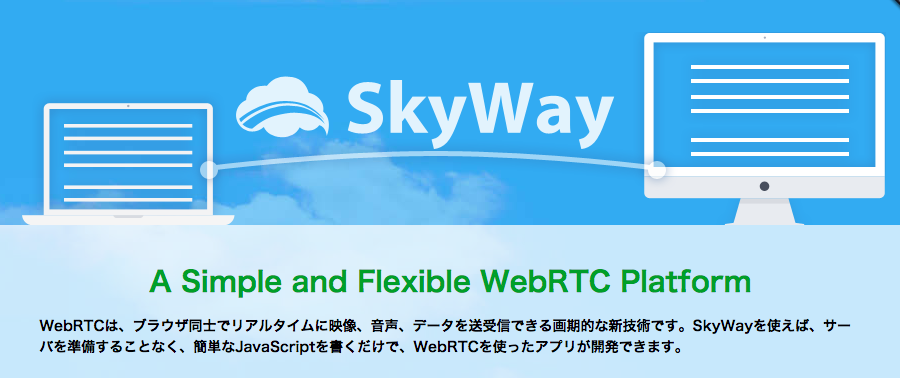 SkyWay
A Simple and Flexible WebRTC Platform
WebRTCは、ブラウザ同士でリアルタイムに映像、音声、データを送受信できる画期的な新技術です。SkyWayを使えば、サー
バを準備することなく、簡単なJavaScriptを書くだけで、WebRTCを使ったアプリが開発できます。